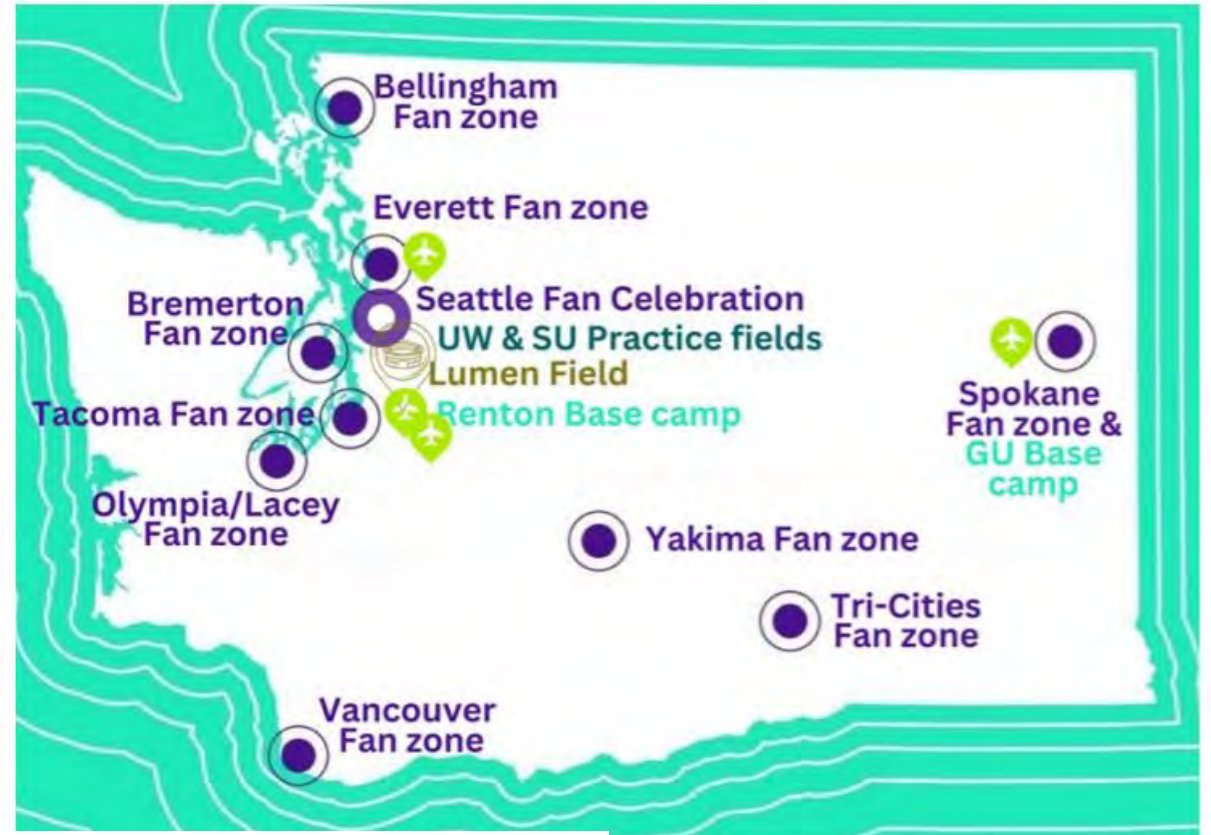 Bellingham
Fan zone
Everett Fan zone
Seattle Fan Celebration
Bremerton
Fan zone
UW & SU Practice fields
Lumen Field
Tacoma Fan zone
Renton Base camp
Spokane
Fan zone &
GU Base
camp
Olympia/Lacey
Fan zone
Yakima Fan zone
Tri-Cities
Fan zone
Vancouver
Fan zone